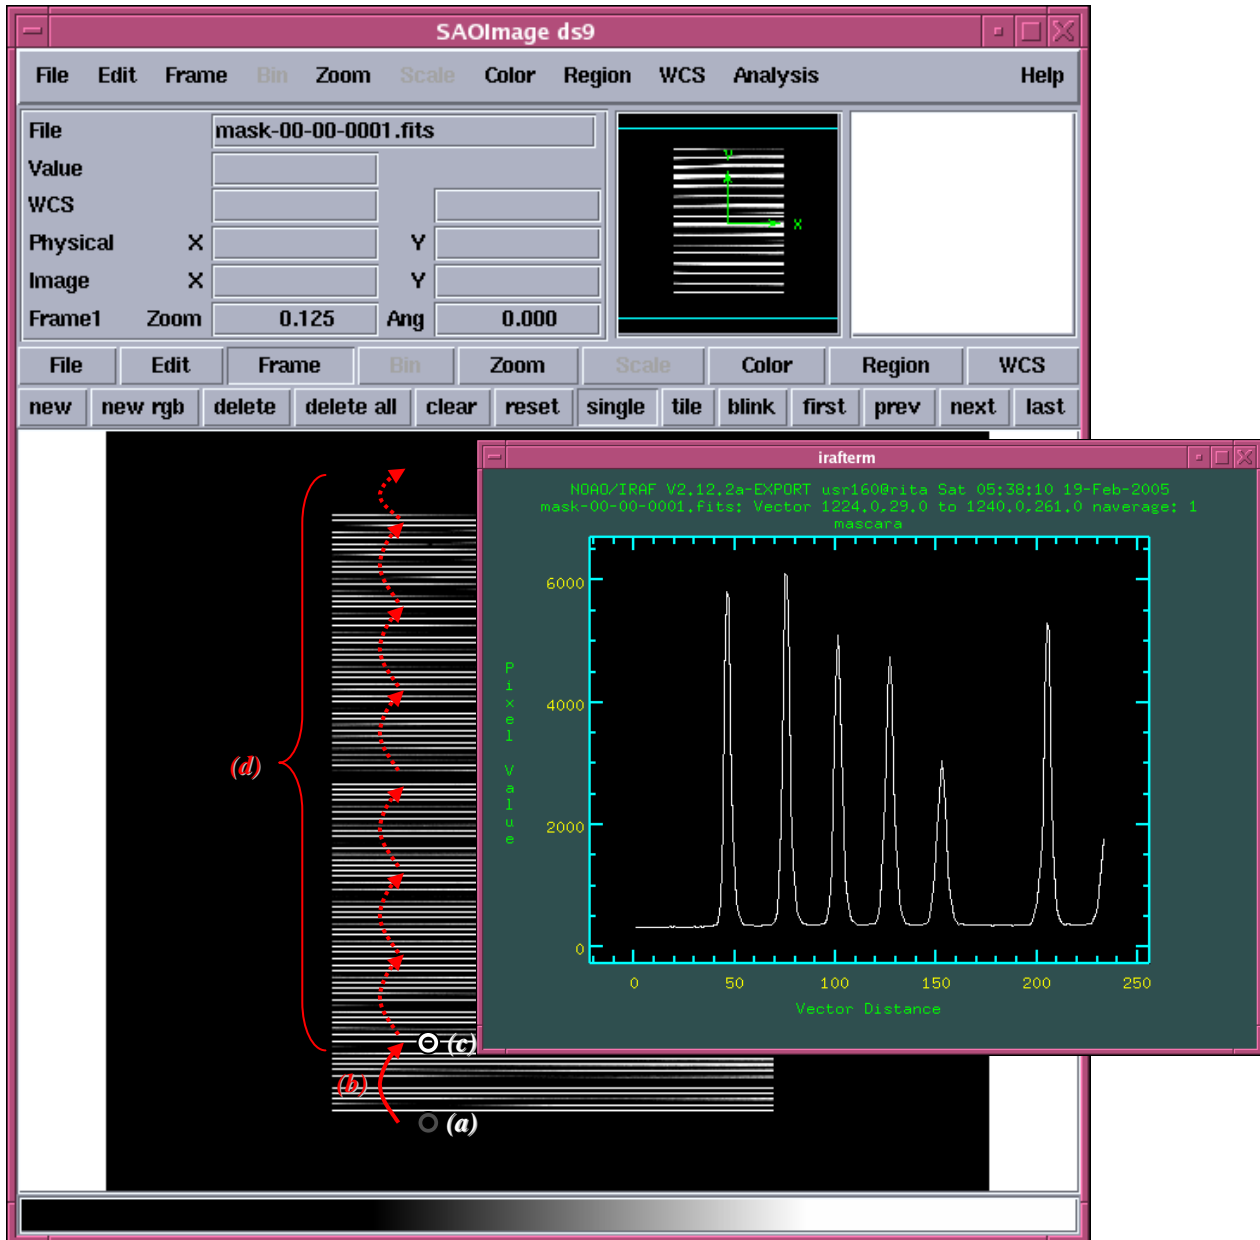 SAOImage ds9
File Edit Frame Bin Zoom Scale Color Region WCS Analysis Help
File mask-00-00-0001.fits
Value
WCS
Physical X Y
Image X Y
Frame1 Zoom 0.125 Ang 0.000
Y
X
File Edit Frame Bin Zoom Scale Color Region WCS
new new rgb delete delete all clear reset single tile blink first prev next last
irafterm
NOAO/IRAF V2.12.2a-EXPORT usr160@rita Sat 05:38:10 19-Feb-2005
mask-00-00-0001.fits: Vector 1224.0,29.0 to 1240.0,261.0 naverage: 1
mascara
6000
4000
2000
0
Pixel Value
0 50 100 150 200 250
Vector Distance
(d)
(c)
(b)
(a)